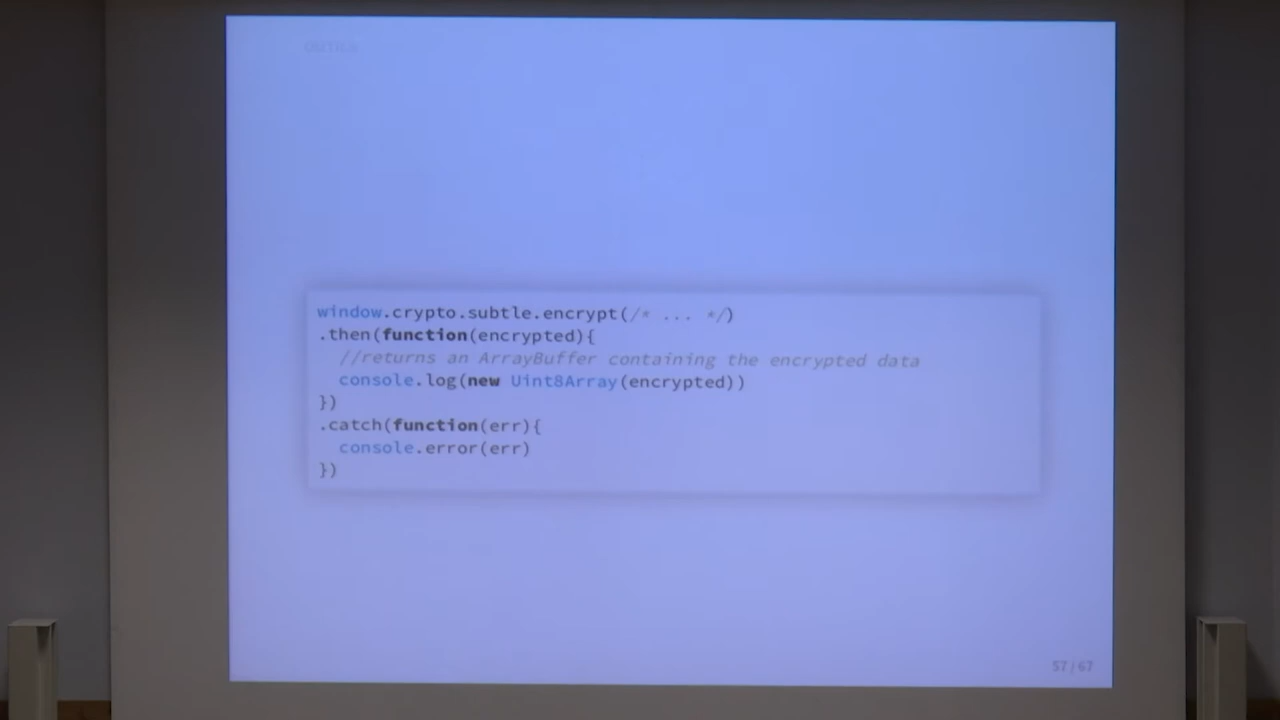 window.crypto.subtle.encrypt(/* ... */)
.then(function(encrypted){
  //returns an ArrayBuffer containing the encrypted data
  console.log(new Uint8Array(encrypted))
})
.catch(function(err){
  console.error(err)
})
57/67